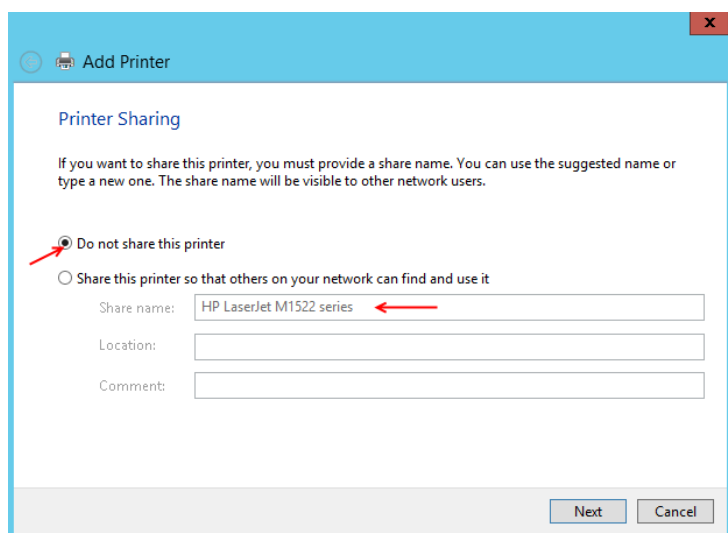 x
Add Printer
Printer Sharing
If you want to share this printer, you must provide a share name. You can use the suggested name or
type a new one. The share name will be visible to other network users.
Do not share this printer
Share this printer so that others on your network can find and use it
Share name: HP LaserJet M1522 series
Location:
Comment:
Next Cancel